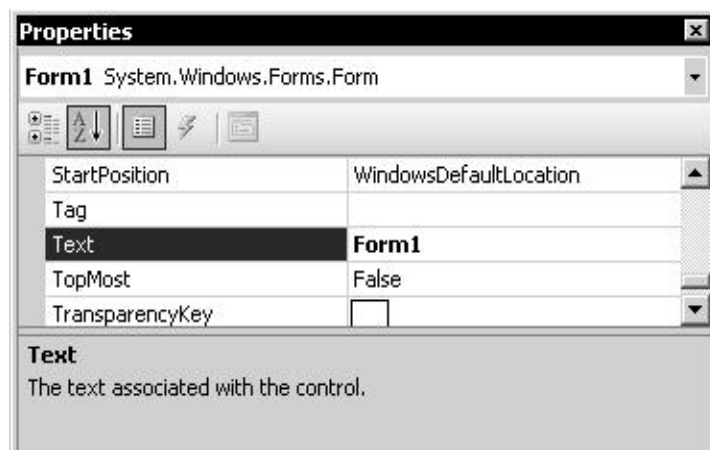 Properties
Form1 System.Windows.Forms.Form
A
Z
StartPosition WindowsDefaultLocation
Tag
Text Form1
TopMost False
TransparencyKey
Text
The text associated with the control.